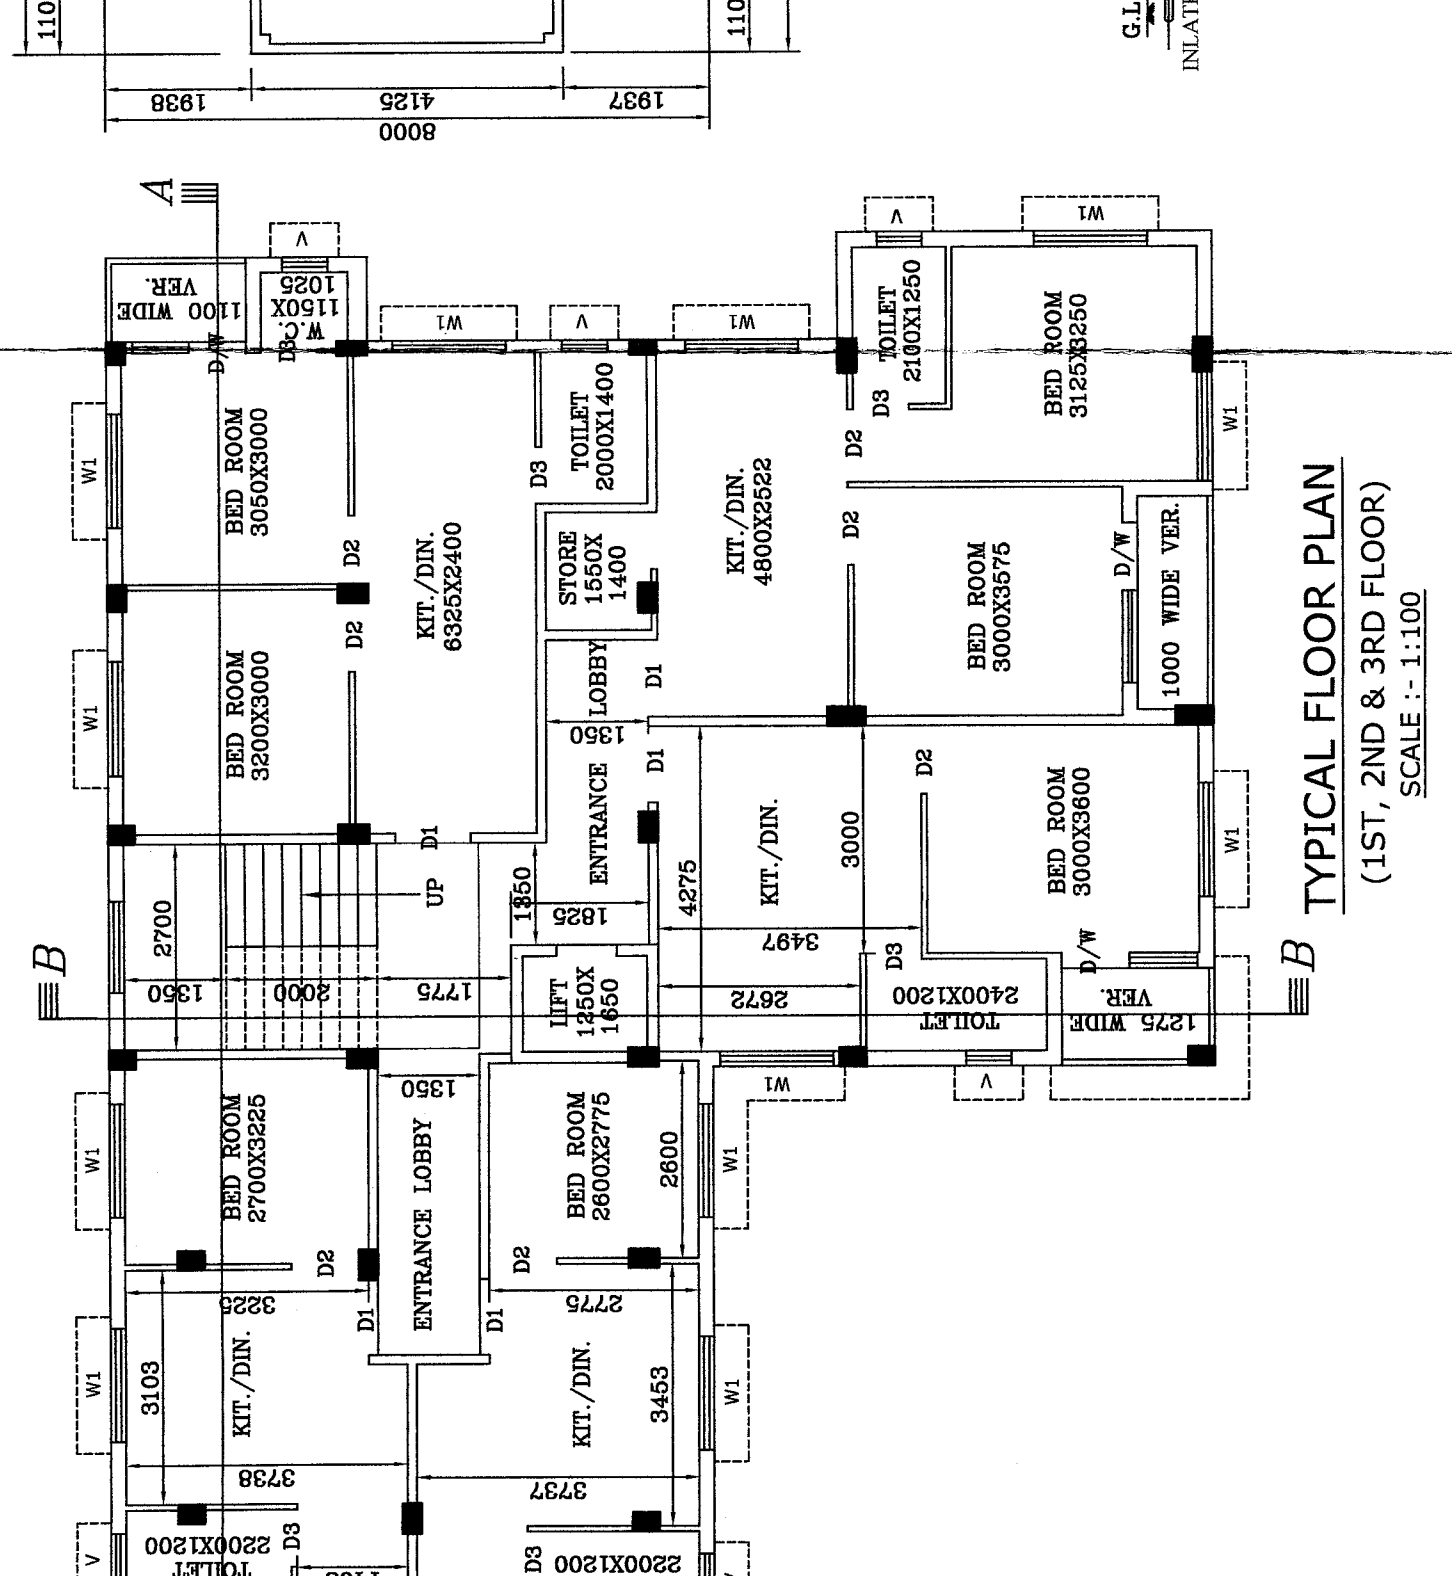 110
110
G.L
1938
4125
1937
8000
A
V
V
W1
VER.
1100 WIDE
W.C.
1150X
1025
W1
V
W1
D/W
D3
TOILET
2100X1250
BED ROOM
3125X3250
W1
BED ROOM
3050X3000
TOILET
2000X1400
D3
D3
D2
W1
D2
KIT./DIN.
6325X2400
STORE
1550X
1400
KIT./DIN.
4800X2522
D2
BED ROOM
3000X3575
D/W
1000 WIDE VER.
D2
W1
BED ROOM
3200X3000
ENTRANCE LOBBY
1350
D1
D1
D2
D1
UP
2700
1350
1825
4275
KIT./DIN.
3000
BED ROOM
3000X3600
W1
B
1350
2000
1775
LIFT
1250X
1650
3497
2672
D3
TOILET
2400X1200
D/W
VER.
1275 WIDE
B
W1
V
1350
W1
BED ROOM
2700X3225
ENTRANCE LOBBY
BED ROOM
2600X2775
2600
W1
D2
D2
3225
D1
D1
2775
W1
3103
KIT./DIN.
KIT./DIN.
3453
W1
3738
3737
V
TOILET
2200X1200
D3
D3
2200X1200
TYPICAL FLOOR PLAN
(1ST, 2ND & 3RD FLOOR)
SCALE :- 1:100